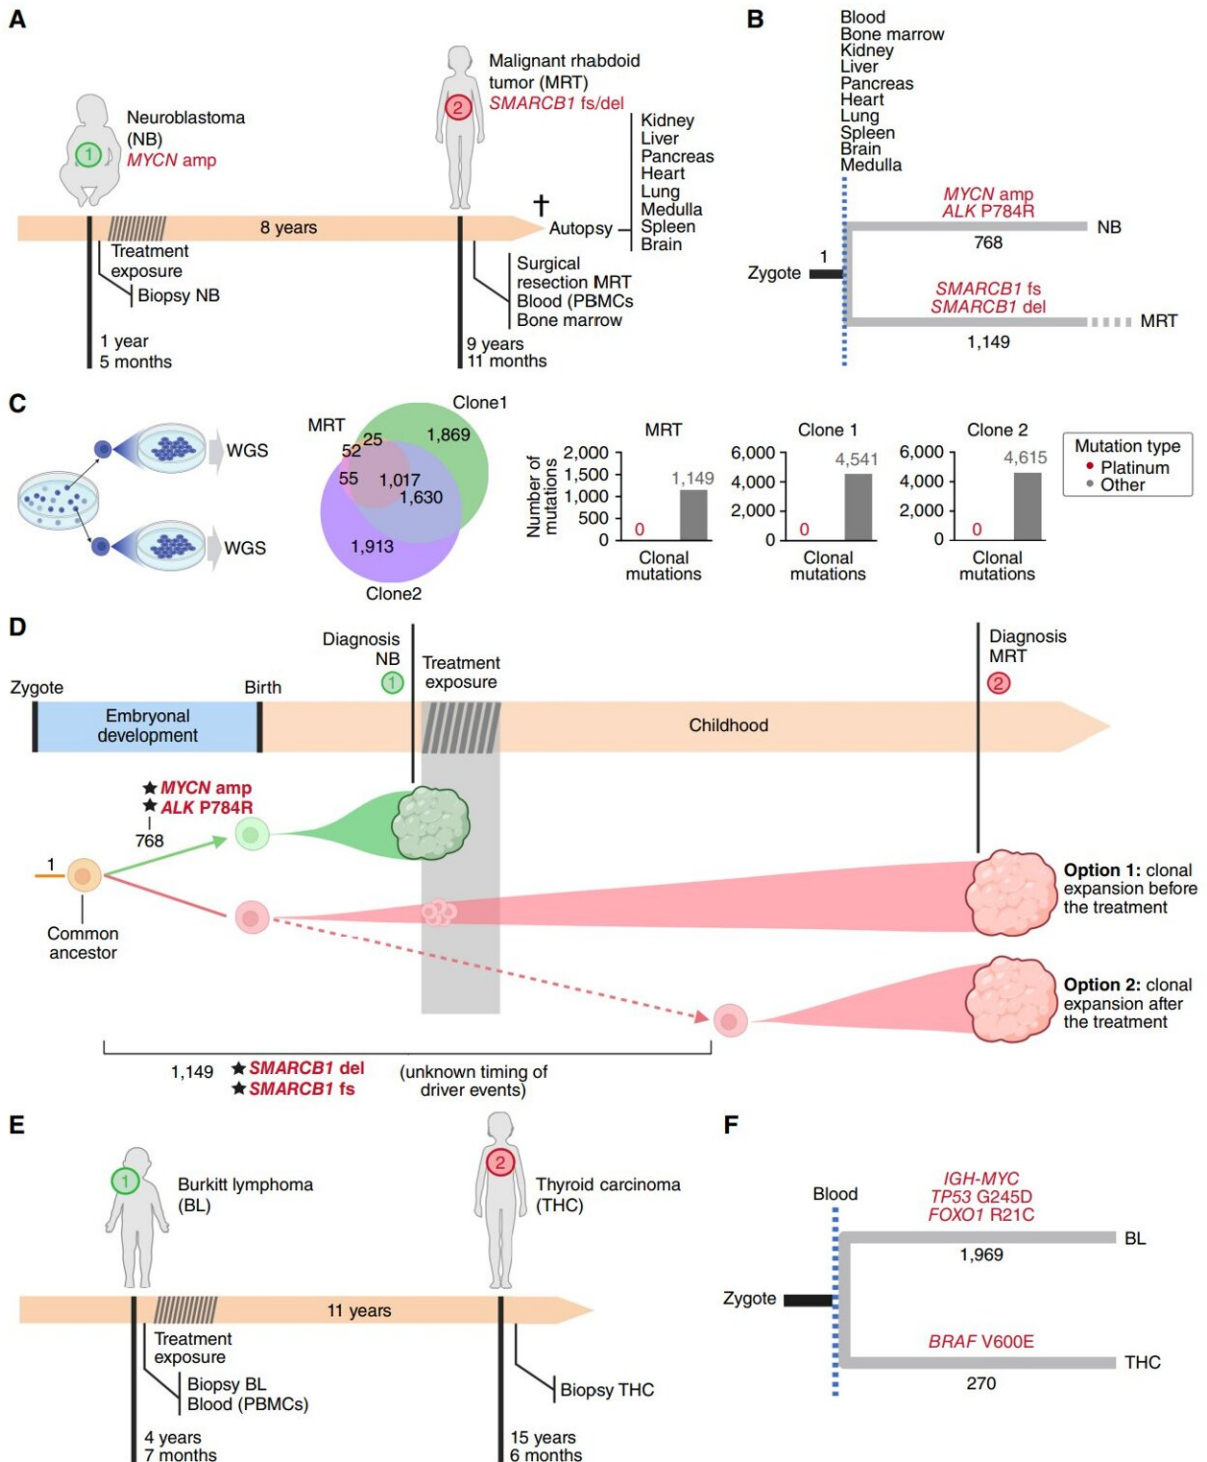 A
Neuroblastoma
(NB)
MYCN amp
1
2
Malignant rhabdoid
tumor (MRT)
SMARCB1 fs/del
8 years
Treatment
exposure
Biopsy NB
1 year
5 months
Autopsy
Kidney
Liver
Pancreas
Heart
Lung
Medulla
Spleen
Brain
Surgical
resection MRT
Blood (PBMCs
Bone marrow
9 years
11 months
B
Blood
Bone marrow
Kidney
Liver
Pancreas
Heart
Lung
Spleen
Brain
Medulla
MYCN amp
ALK P784R
NB
768
1
Zygote
SMARCB1 fs
SMARCB1 del
MRT
1,149
C
WGS
WGS
Clone1
MRT
25
1,869
52
55
1,017
1,630
1,913
Clone2
MRT
Number of
mutations
2,000
1,500
1,000
500
0
1,149
0
Clonal
mutations
Clone 1
6,000
4,000
2,000
0
4,541
0
Clonal
mutations
Clone 2
6,000
4,000
2,000
0
4,615
0
Clonal
mutations
Mutation type
Platinum
Other
D
Diagnosis
NB
1
Treatment
exposure
Diagnosis
MRT
2
Zygote
Birth
Embryonal
development
Childhood
MYCN amp
ALK P784R
768
1
Common
ancestor
Option 1: clonal
expansion before
the treatment
Option 2: clonal
expansion after
the treatment
1,149
SMARCB1 del
SMARCB1 fs
(unknown timing of
driver events)
E
1
Burkitt lymphoma
(BL)
2
Thyroid carcinoma
(THC)
11 years
Treatment
exposure
Biopsy BL
Blood (PBMCs)
4 years
7 months
Biopsy THC
15 years
6 months
F
Blood
IGH-MYC
TP53 G245D
FOXO1 R21C
BL
1,969
Zygote
BRAF V600E
THC
270